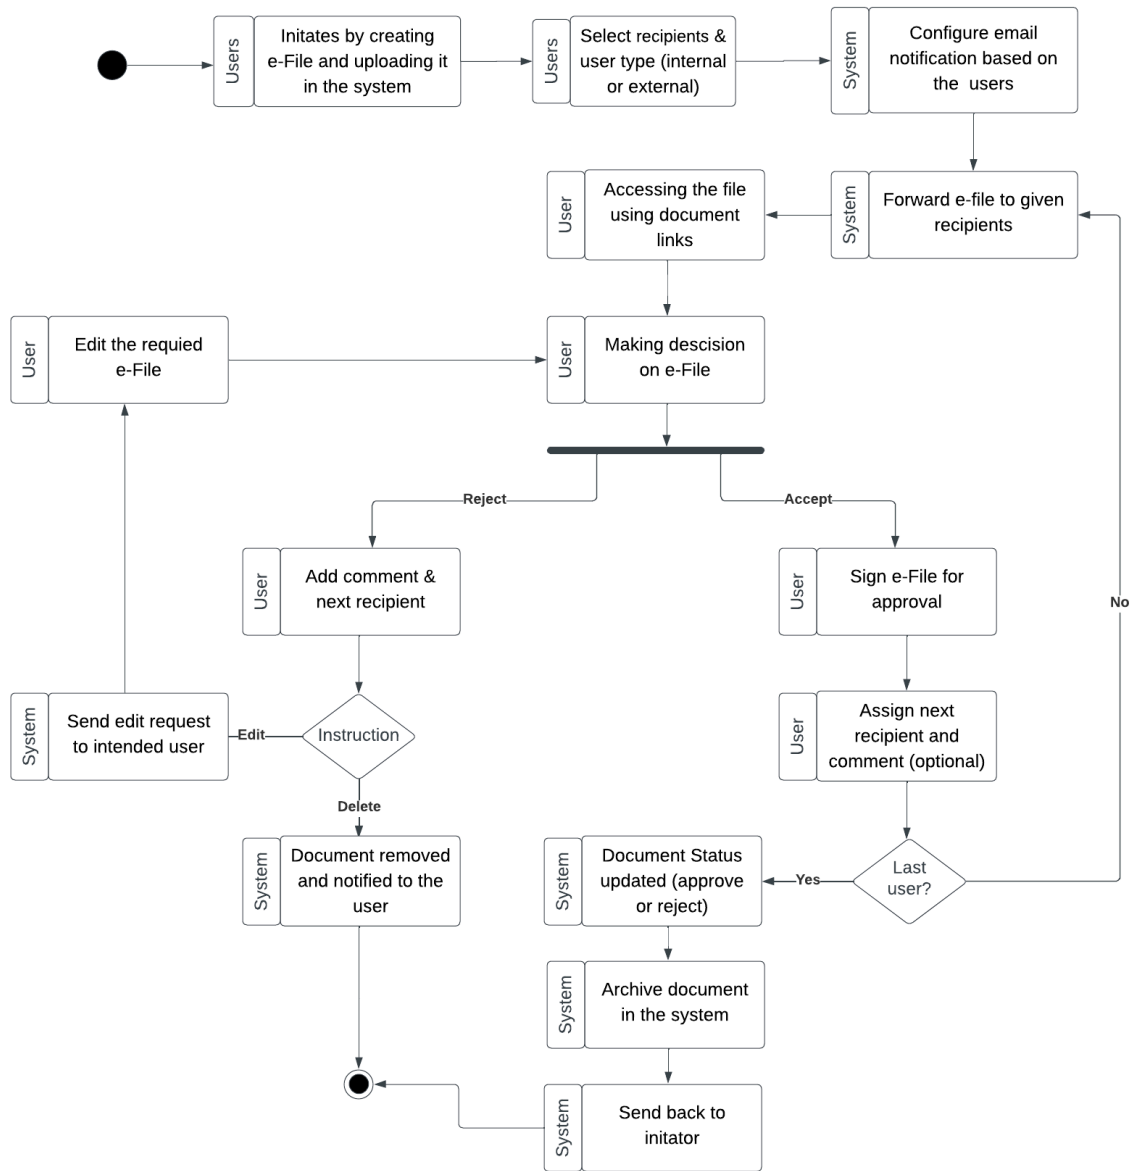 Users
Initates by creating
e-File and uploading it
in the system
Users
Select recipients &
user type (internal
or external)
System
Configure email
notification based on
the users
User
Accessing the file
using document
links
System
Forward e-file to given
recipients
User
Edit the requied
e-File
User
Making descision
on e-File
Reject
Accept
User
Add comment &
next recipient
User
Sign e-File for
approval
No
System
Send edit request
to intended user
Edit
Instruction
User
Assign next
recipient and
comment (optional)
Delete
System
Document removed
and notified to the
user
System
Document Status
updated (approve
or reject)
Yes
Last
user?
System
Archive document
in the system
System
Send back to
initator